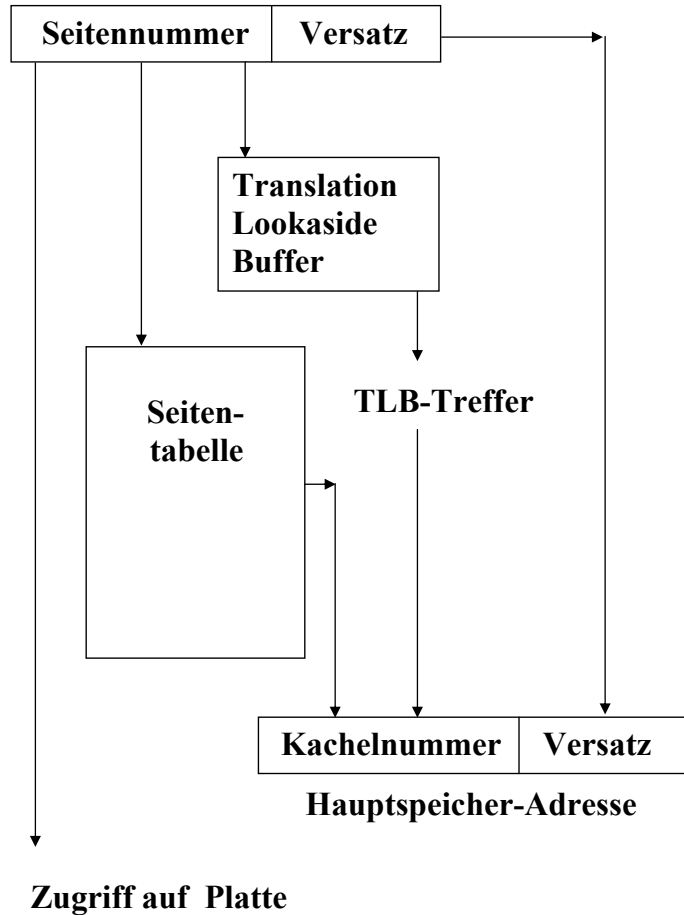 Seitennummer Versatz
Translation
Lookaside
Buffer
TLB-Treffer
Seiten-
tabelle
Kachelnummer Versatz
Hauptspeicher-Adresse
Zugriff auf Platte